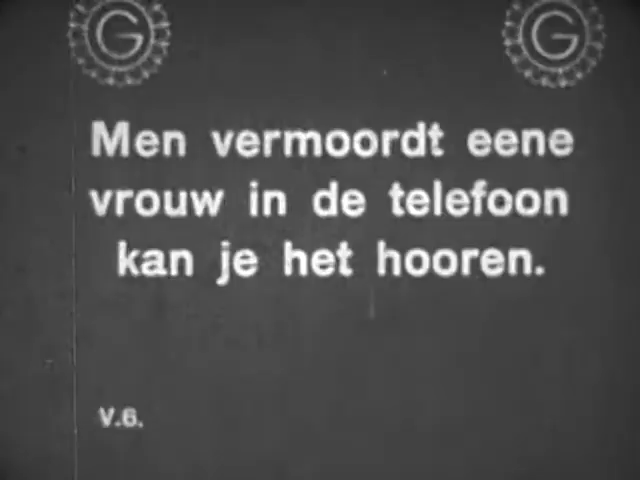 G G
Men vermoordt eene
vrouw in de telefoon
kan je het hooren.
V.6.